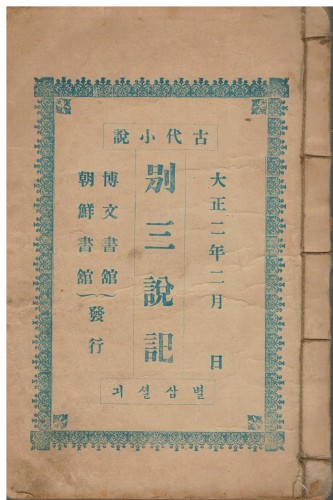 古代小說
大正二年二月 日
別三說記
博文書館
朝鮮書館
發行
별삼셜긔